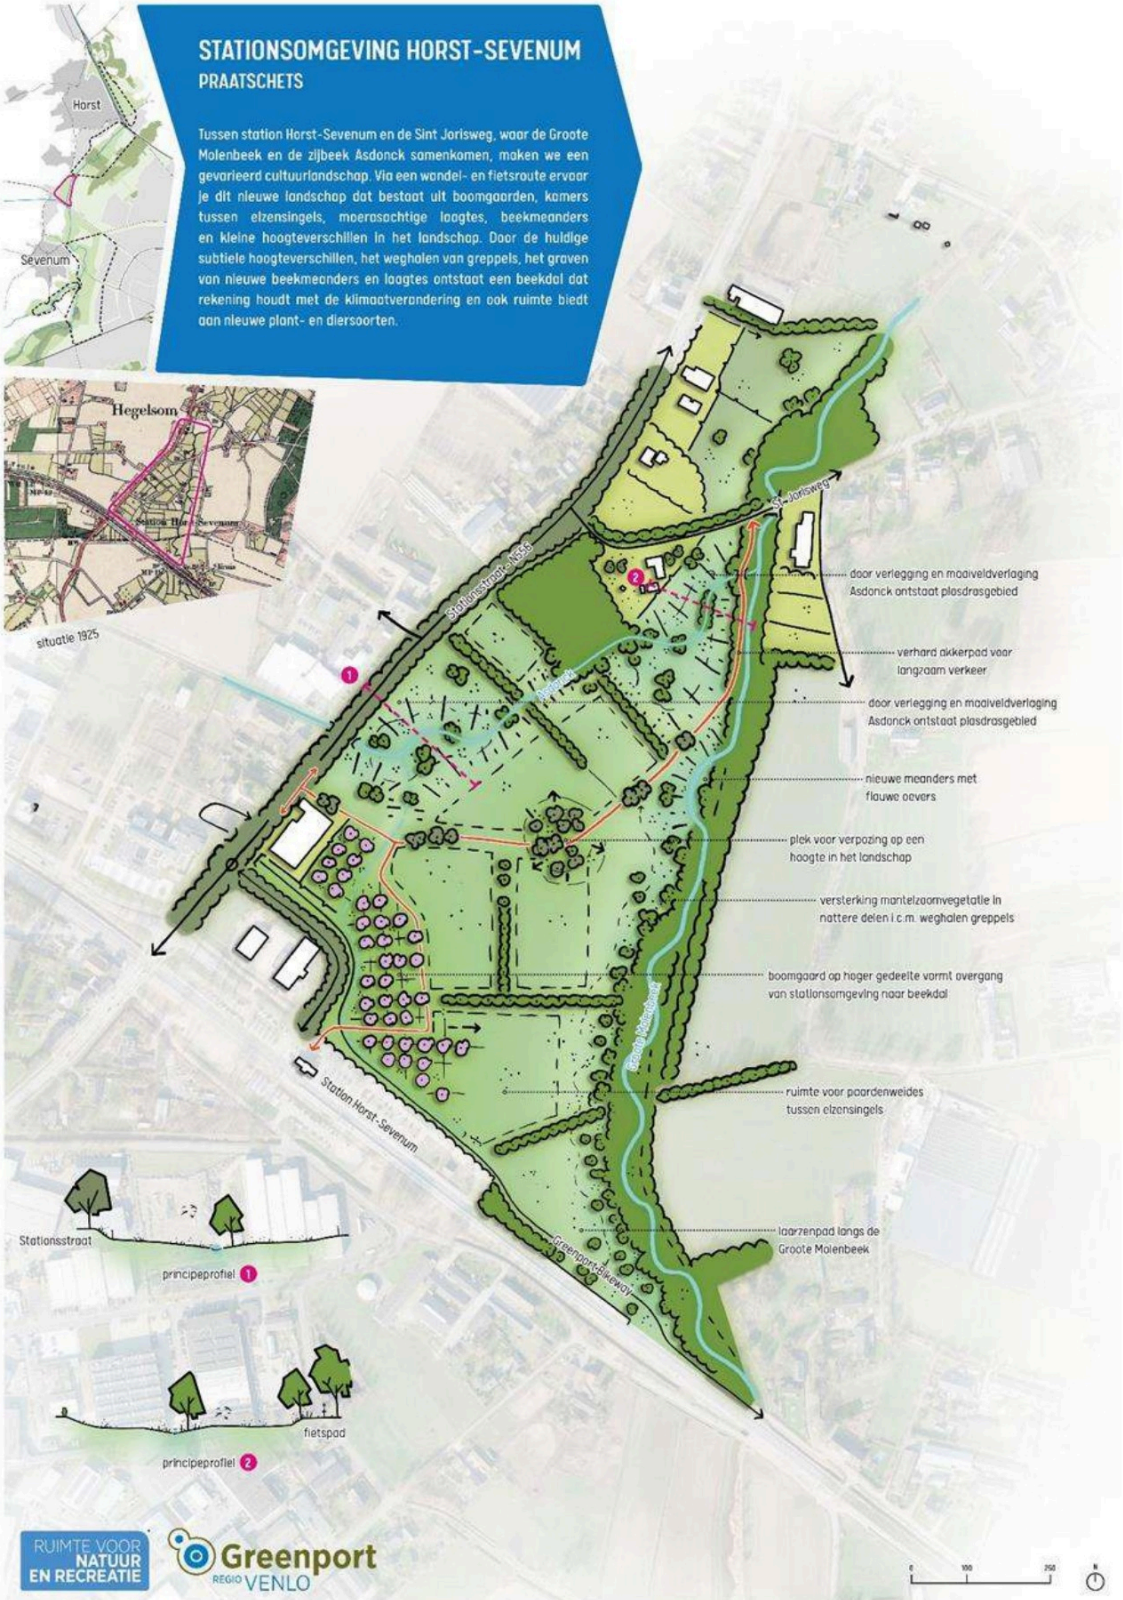 STATIONSOMGEVING HORST-SEVENUM
PRAATSCHETS
Tussen station Horst-Sevenum en de Sint Jorisweg, waar de Groote
Molenbeek en de zijbeek Asdonck samenkomen, maken we een
gevarieerd cultuurlandschap. Via een wandel- en fietsroute ervaar
je dit nieuwe landschap dat bestaat uit boomgaarden, kamers
tussen elzensingels, moerasachtige laagtes, beekmeanders
en kleine hoogteverschillen in het landschap. Door de huidige
subtiele hoogteverschillen, het weghalen van greppels, het graven
van nieuwe beekmeanders en laagtes ontstaat een beekdal dat
rekening houdt met de klimaatverandering en ook ruimte biedt
aan nieuwe plant- en diersoorten.
Horst
Sevenum
Hegelsom
Station Horst-Sevenum
situatie 1925
Stationsstraat - N556
St. Jorisweg
2
1
Asdonck
door verlegging en maaiveldverlaging
Asdonck ontstaat plasdrasgebied
verhard akkerpad voor
langzaam verkeer
door verlegging en maaiveldverlaging
Asdonck ontstaat plasdrasgebied
nieuwe meanders met
flauwe oevers
plek voor verpozing op een
hoogte in het landschap
versterking mantelzoomvegetatie in
nattere delen i.c.m. weghalen greppels
boomgaard op hoger gedeelte vormt overgang
van stationsomgeving naar beekdal
Groote Molenbeek
ruimte voor paardenweides
tussen elzensingels
Station Horst-Sevenum
laarzenpad langs de
Groote Molenbeek
Greenport Bikeway
Stationsstraat
principeprofiel 1
fietspad
principeprofiel 2
RUIMTE VOOR
NATUUR
EN RECREATIE
Greenport
REGIO VENLO
0 100 250
N